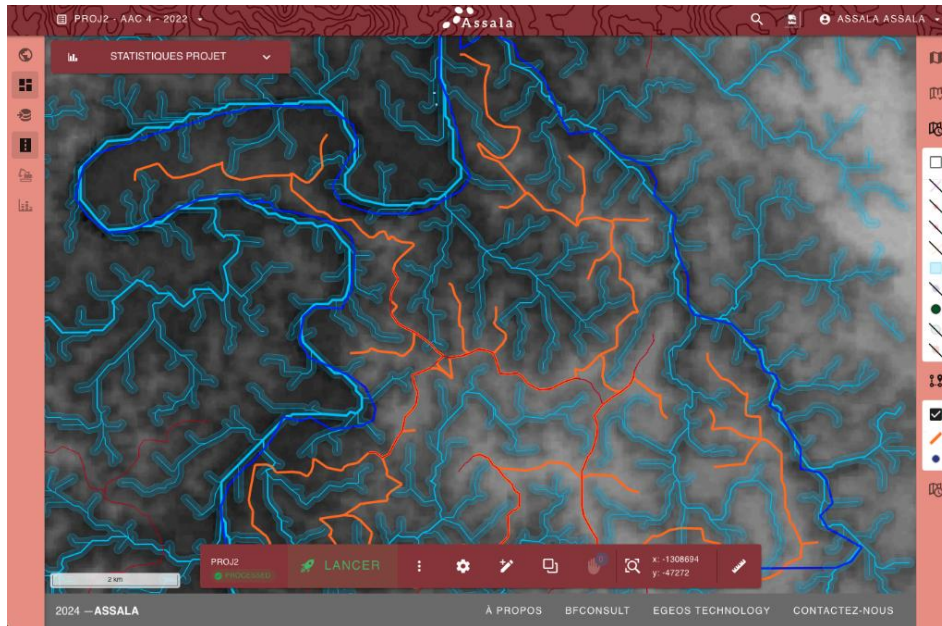 PROJ2 - AAC 4 - 2022
Assala
ASSALA ASSALA
STATISTIQUES PROJET
PROJ2
PROCESSED
LANCER
x: -1308694
y: -47272
2 km
2024 —ASSALA
À PROPOS
BFCONSULT
EGEOS TECHNOLOGY
CONTACTEZ-NOUS